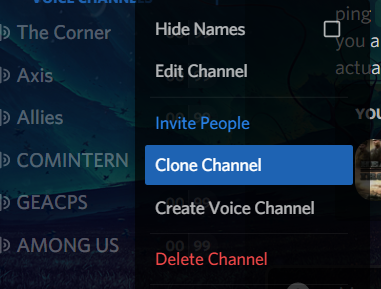 VOICE CHANNELS
The Corner
Axis
Allies
COMINTERN
GEACPS
AMONG US
Hide Names
Edit Channel
Invite People
Clone Channel
Create Voice Channel
00 99
Delete Channel
ping
you a
actua
YOU